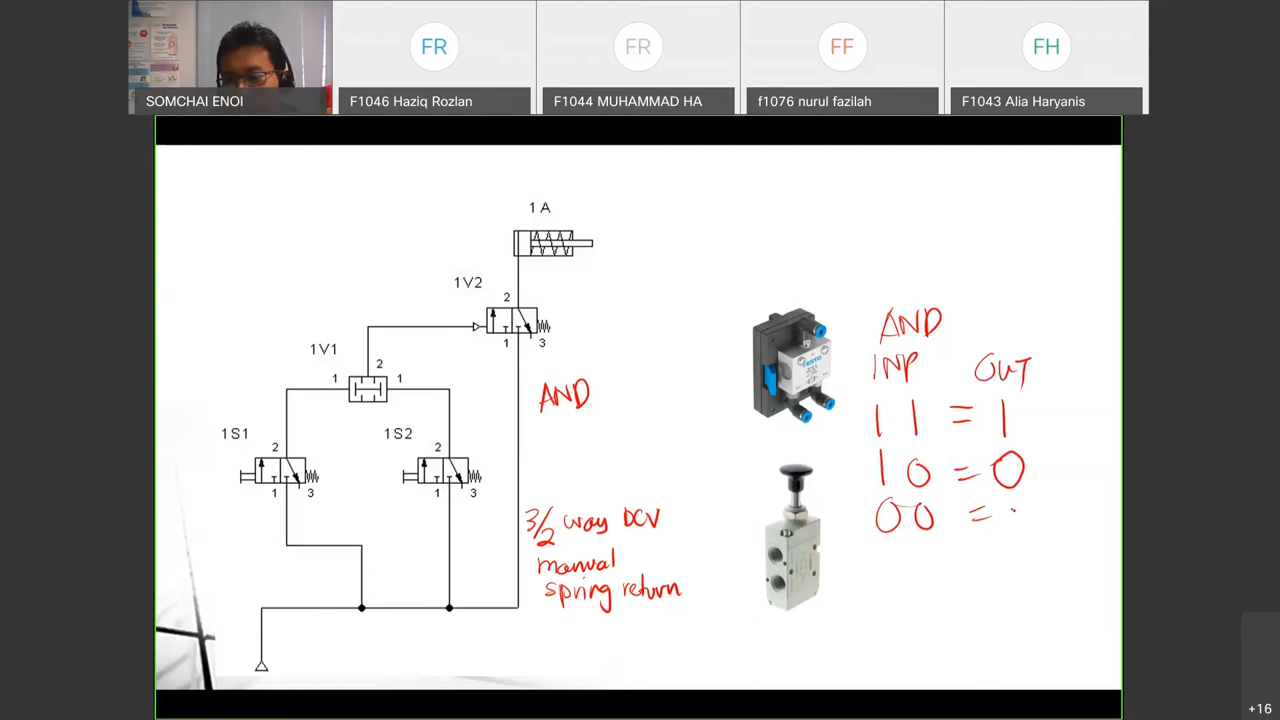 FR
FR
FF
FH
SOMCHAI ENOI
F1046 Haziq Rozlan
F1044 MUHAMMAD HA
f1076 nurul fazilah
F1043 Alia Haryanis
1 A
1V2
2
1
3
1V1
2
1
1
AND
1S1
2
1
3
1S2
2
1
3
3/2 way DCV
manual
spring return
FESTO
AND
INP OUT
1 1 = 1
1 0 = 0
0 0 =
+16